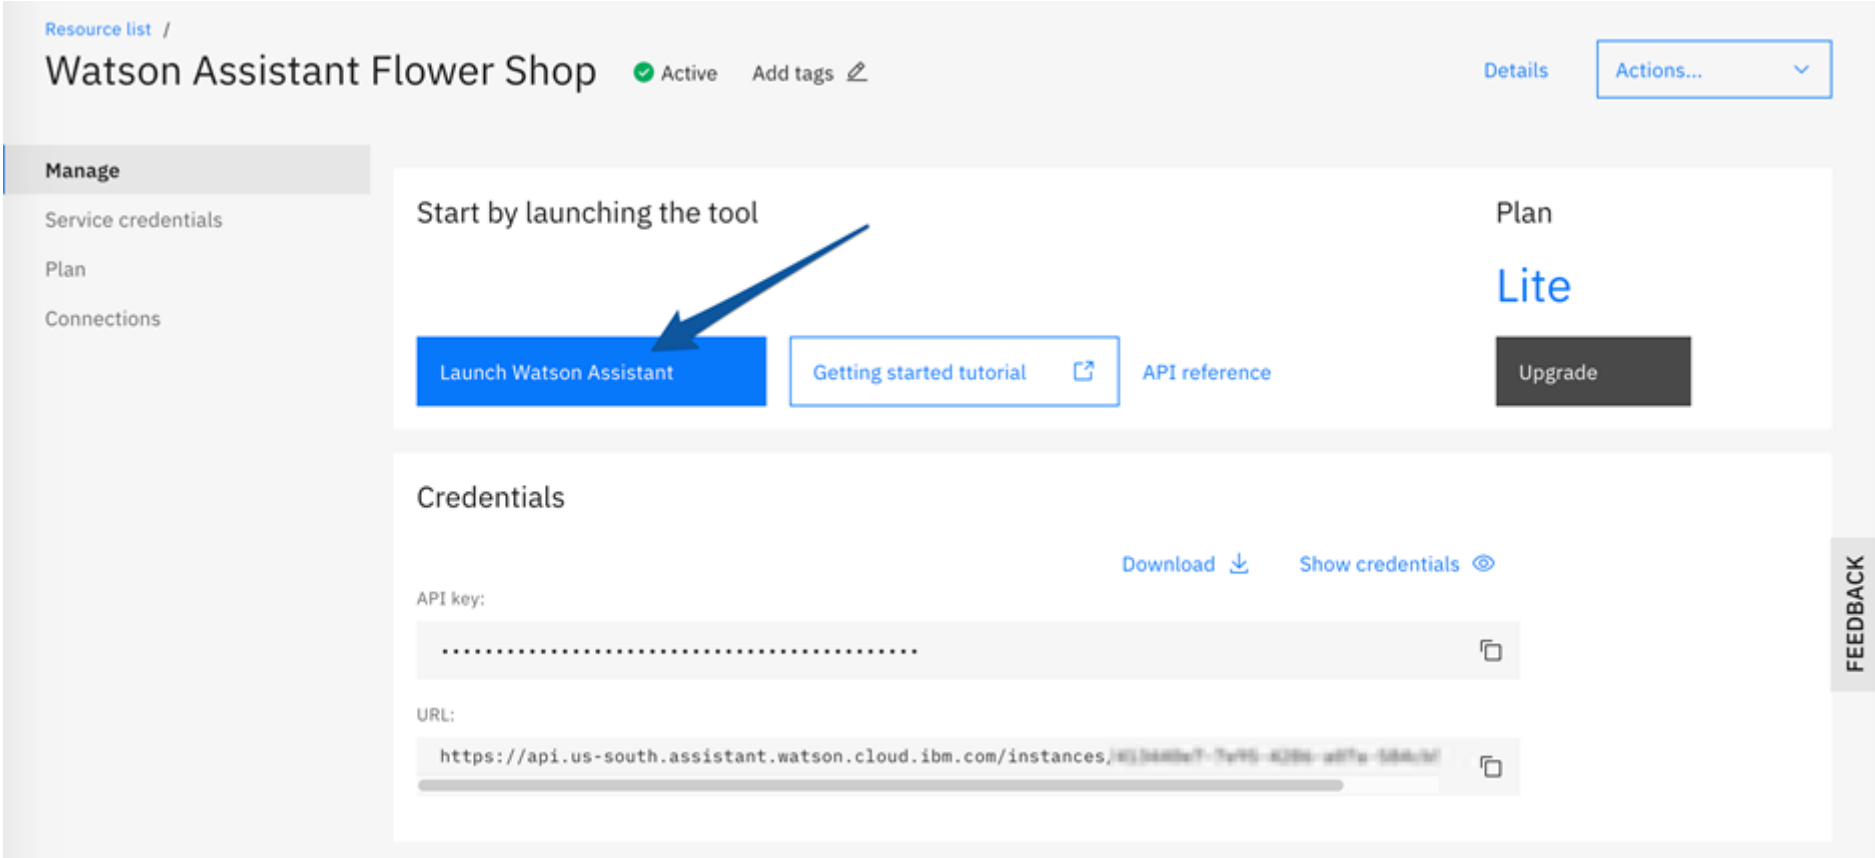 Resource list /
Watson Assistant Flower Shop
Active
Add tags
Details
Actions...
Manage
Service credentials
Plan
Connections
Start by launching the tool
Launch Watson Assistant
Getting started tutorial
API reference
Plan
Lite
Upgrade
Credentials
Download
Show credentials
API key:
URL:
https://api.us-south.assistant.watson.cloud.ibm.com/instances/
FEEDBACK